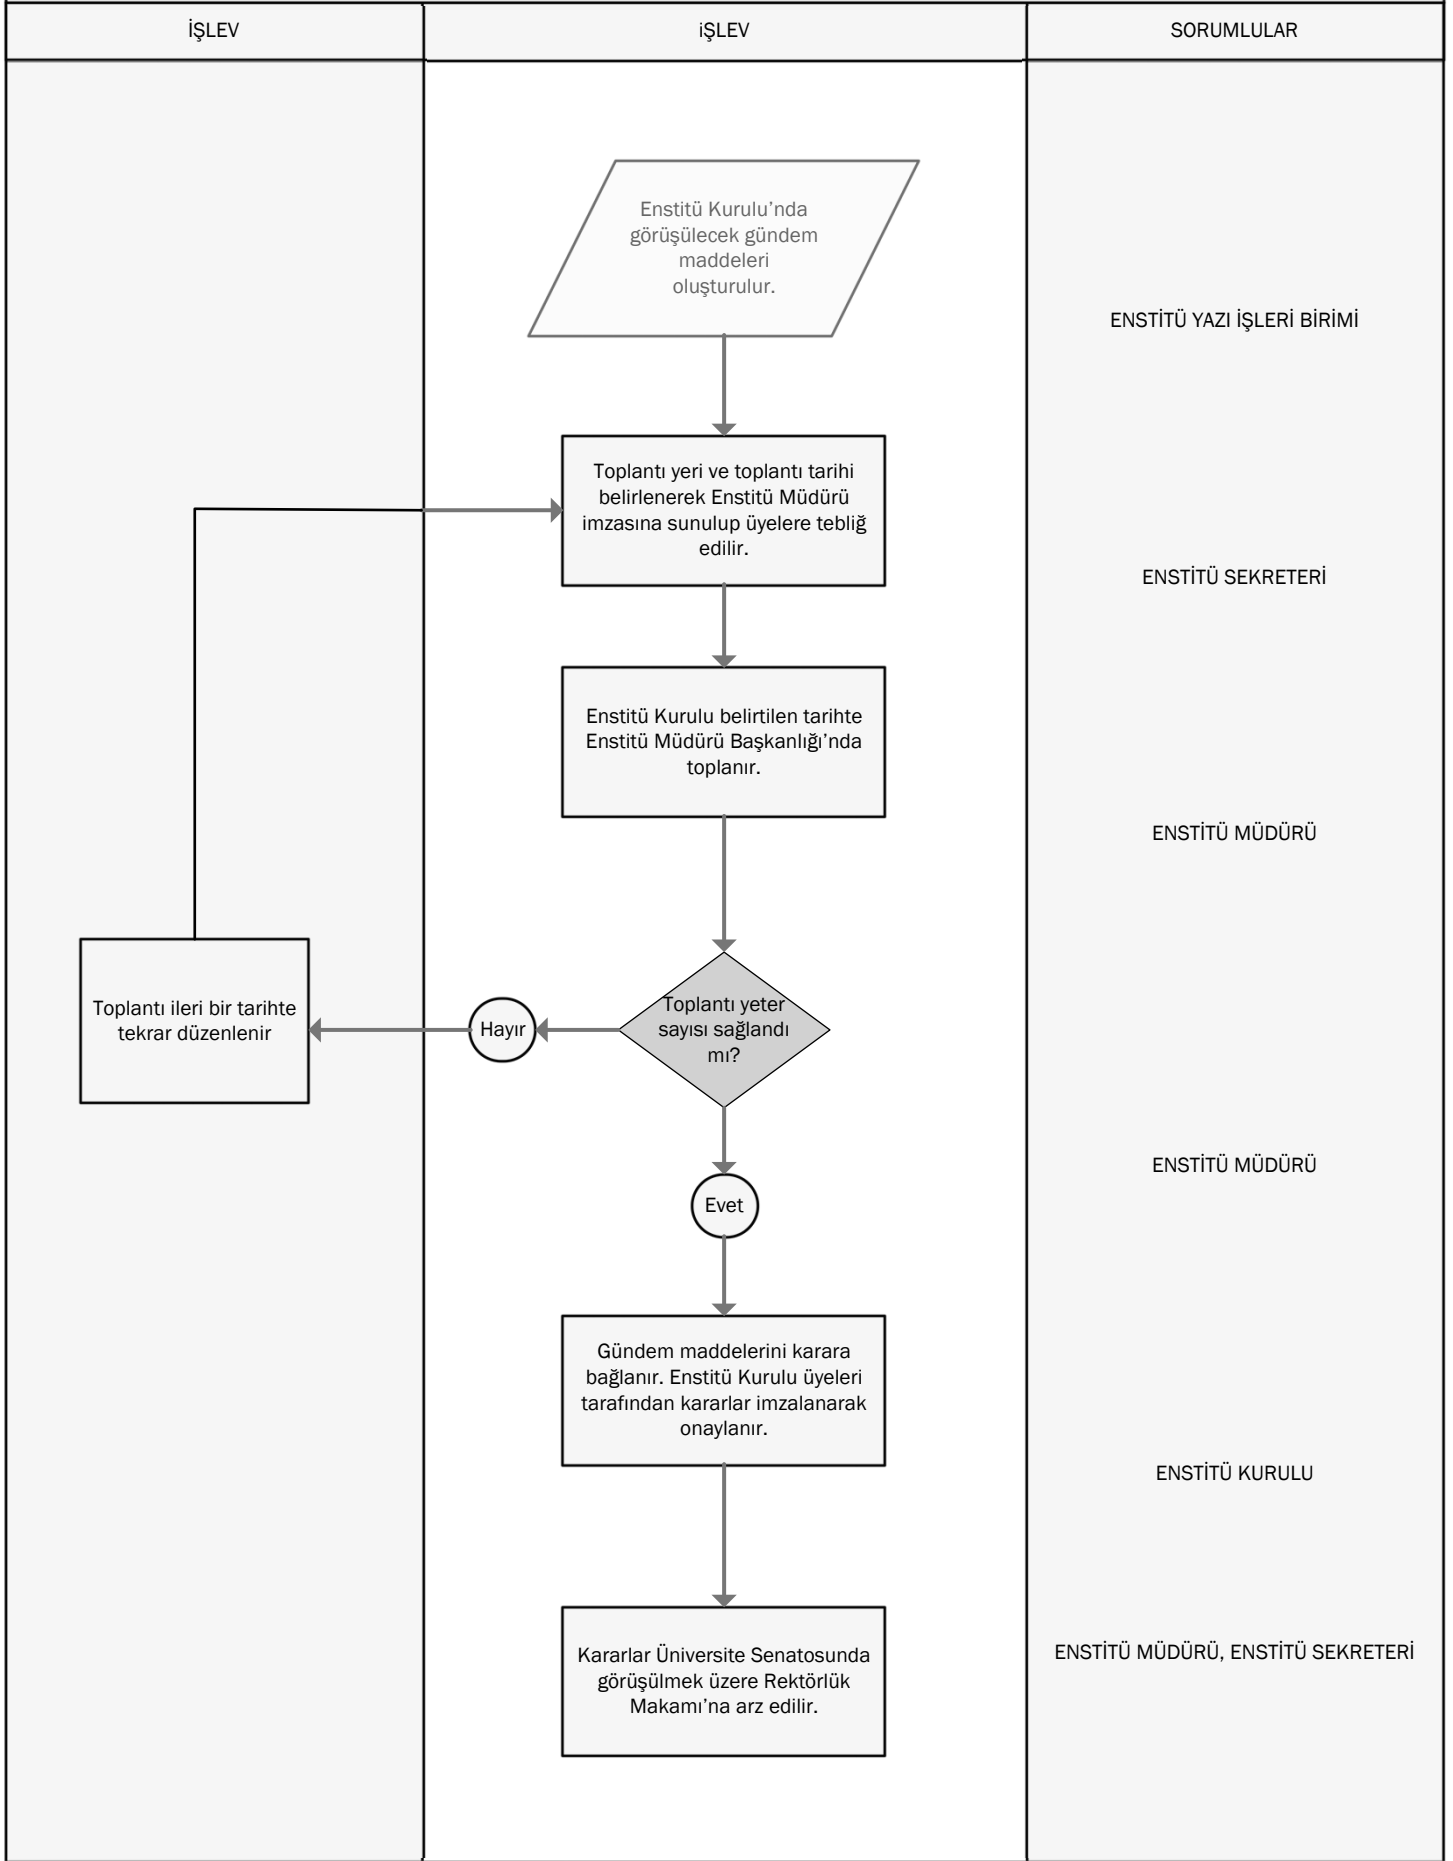 İŞLEV
iŞLEV
SORUMLULAR
Enstitü Kurulu’nda
görüşülecek gündem
maddeleri
oluşturulur.
ENSTİTÜ YAZI İŞLERİ BİRİMİ
Toplantı yeri ve toplantı tarihi
belirlenerek Enstitü Müdürü
imzasına sunulup üyelere tebliğ
edilir.
ENSTİTÜ SEKRETERİ
Enstitü Kurulu belirtilen tarihte
Enstitü Müdürü Başkanlığı’nda
toplanır.
ENSTİTÜ MÜDÜRÜ
Toplantı ileri bir tarihte
tekrar düzenlenir
Hayır
Toplantı yeter
sayısı sağlandı
mı?
ENSTİTÜ MÜDÜRÜ
Evet
Gündem maddelerini karara
bağlanır. Enstitü Kurulu üyeleri
tarafından kararlar imzalanarak
onaylanır.
ENSTİTÜ KURULU
Kararlar Üniversite Senatosunda
görüşülmek üzere Rektörlük
Makamı’na arz edilir.
ENSTİTÜ MÜDÜRÜ, ENSTİTÜ SEKRETERİ